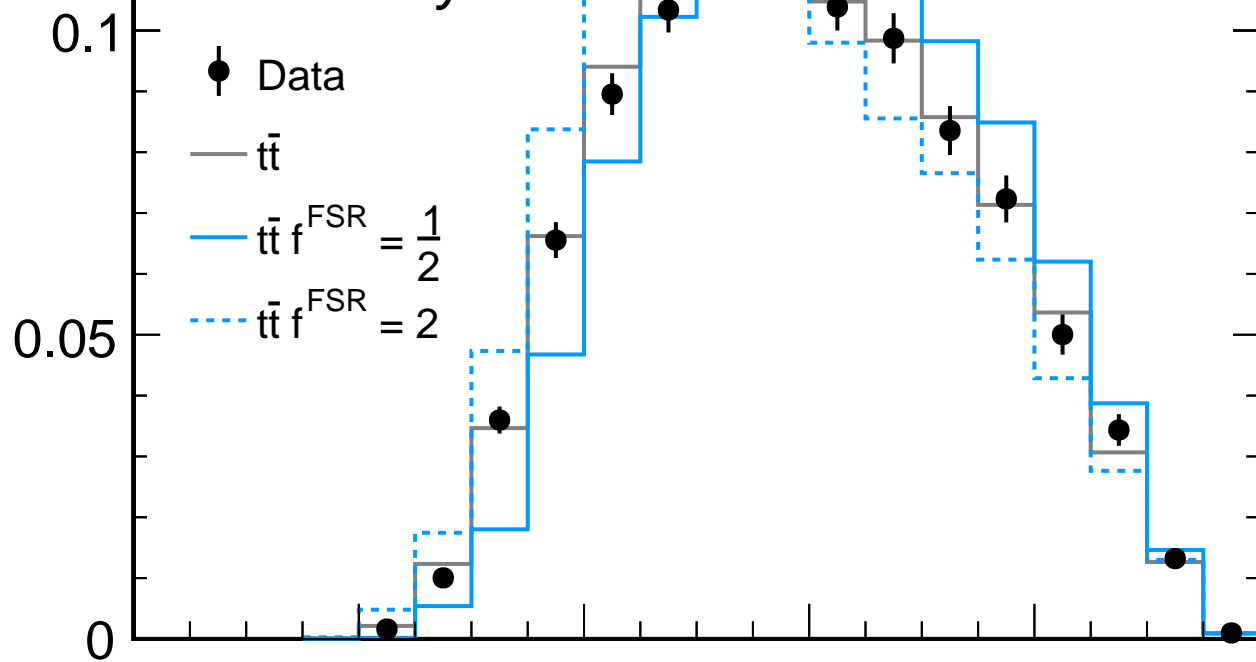 y
0.1
Data
tt̄
tt̄ f^FSR = 1/2
tt̄ f^FSR = 2
0.05
0